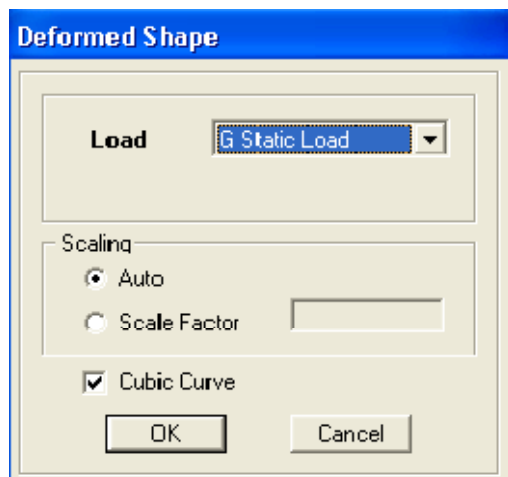 Deformed Shape
Load G Static Load
Scaling
Auto
Scale Factor
Cubic Curve
OK Cancel